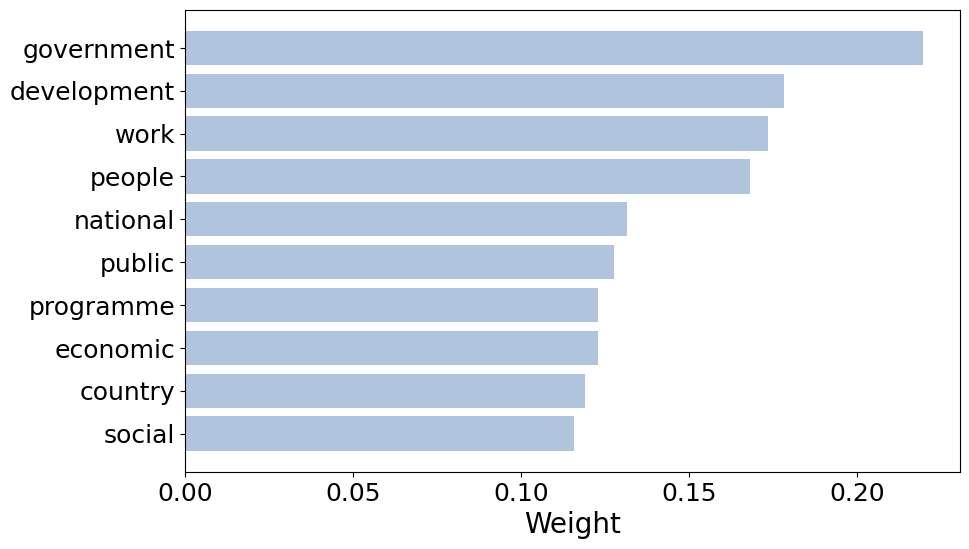 government
development
work
people
national
public
programme
economic
country
social
0.00 0.05 0.10 0.15 0.20
Weight